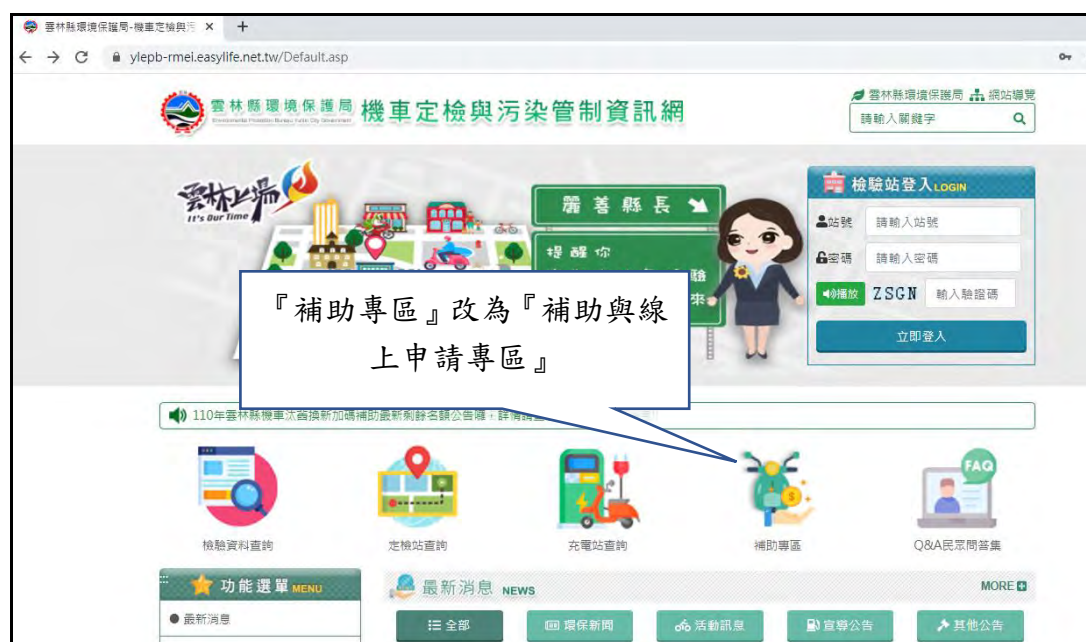 雲林縣環境保護局-機車定檢與污
ylepb-rmei.easylife.net.tw/Default.asp
雲林縣環境保護局 機車定檢與污染管制資訊網
雲林縣環境保護局 網站導覽
請輸入關鍵字
雲林上場
It's Our Time
麗善縣長
提醒你
驗
來
檢驗站登入 LOGIN
站號 請輸入站號
密碼 請輸入密碼
播放 ZSGN 輸入驗證碼
立即登入
『補助專區』改為『補助與線
上申請專區』
110年雲林縣機車汰舊換新加碼補助最新剩餘名額公告囉，詳情請
檢驗資料查詢
定檢站查詢
充電站查詢
補助專區
FAQ
Q&A民眾問答集
功能選單 MENU
最新消息 NEWS
MORE
最新消息
全部
環保新聞
活動訊息
宣導公告
其他公告